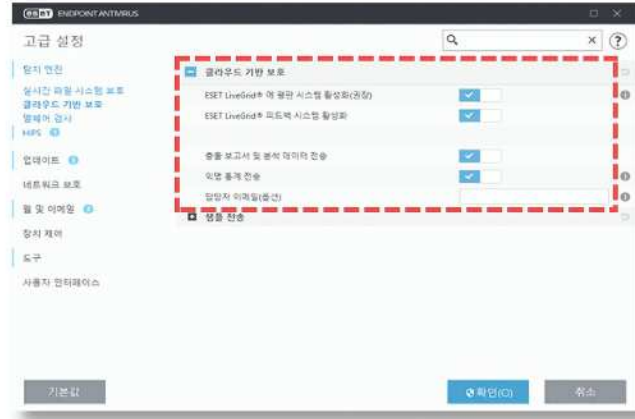 eset ENDPOINT ANTIVIRUS
고급 설정
탐지 엔진
실시간 파일 시스템 보호
클라우드 기반 보호
맬웨어 검사
HIPS
업데이트
네트워크 보호
웹 및 이메일
장치 제어
도구
사용자 인터페이스
클라우드 기반 보호
ESET LiveGrid® 에 평판 시스템 활성화(권장)
ESET LiveGrid® 피드백 시스템 활성화
충돌 보고서 및 분석 데이터 전송
익명 통계 전송
담당자 이메일(옵션)
샘플 전송
기본값
확인(O)
취소